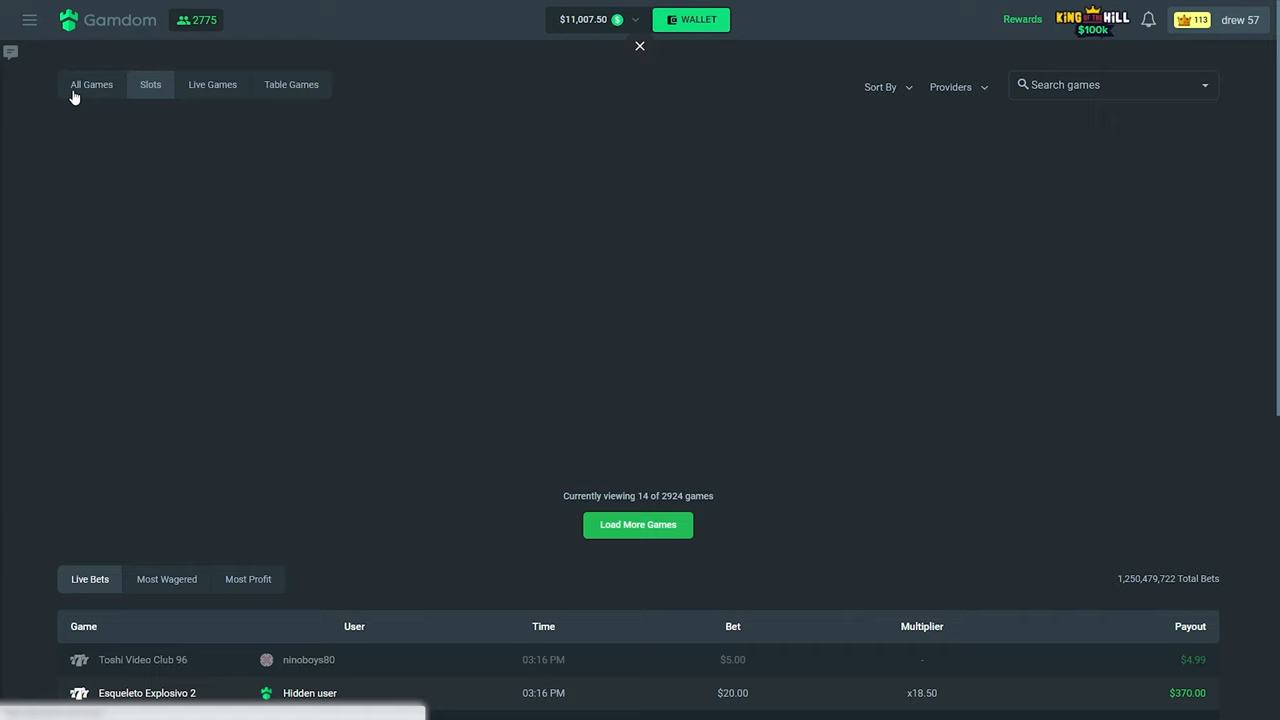 Gamdom 2775 $11,007.50 $ WALLET Rewards KING OF THE HILL $100k 113 drew 57
All Games Slots Live Games Table Games Sort By Providers Search games
Currently viewing 14 of 2924 games
Load More Games
Live Bets Most Wagered Most Profit 1,250,479,722 Total Bets
Game User Time Bet Multiplier Payout
777 Toshi Video Club 96 ninoboys80 03:16 PM $5.00 - $4.99
777 Esqueleto Explosivo 2 Hidden user 03:16 PM $20.00 x18.50 $370.00